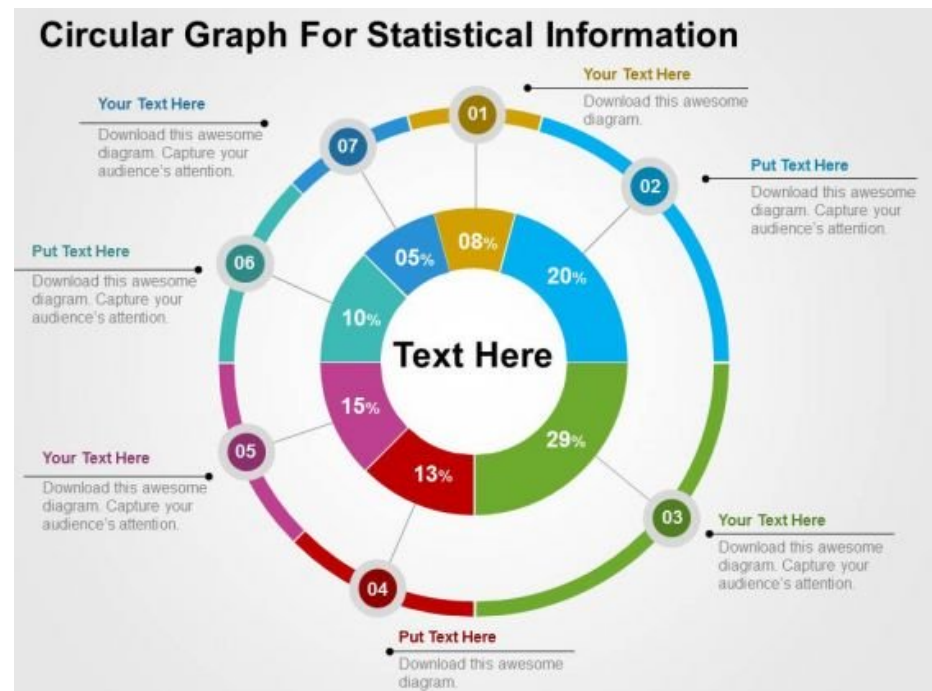 Circular Graph For Statistical Information
Your Text Here
Download this awesome
diagram.
01
Put Text Here
Download this awesome
diagram. Capture your
audience's attention.
02
Your Text Here
Download this awesome
diagram. Capture your
audience's attention.
03
Put Text Here
Download this awesome
diagram.
04
Your Text Here
Download this awesome
diagram. Capture your
audience's attention.
05
Put Text Here
Download this awesome
diagram. Capture your
audience's attention.
06
Your Text Here
Download this awesome
diagram. Capture your
audience's attention.
07
08%
20%
29%
13%
15%
10%
05%
Text Here